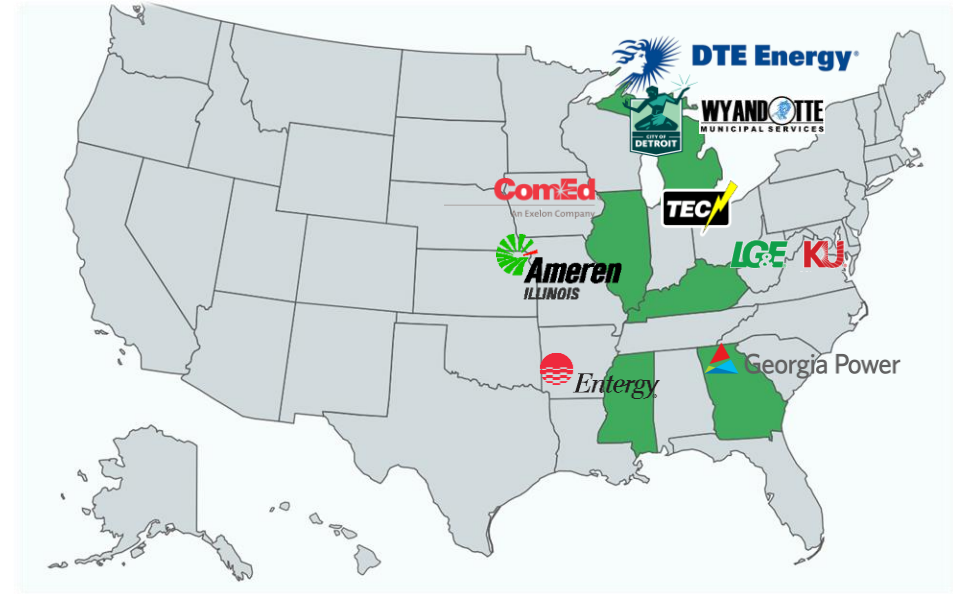 DTE Energy®
CITY OF
DETROIT
WYANDOTTE
MUNICIPAL SERVICES
ComEd
An Exelon Company
TEC
LG&E KU
Ameren
ILLINOIS
Entergy
Georgia Power